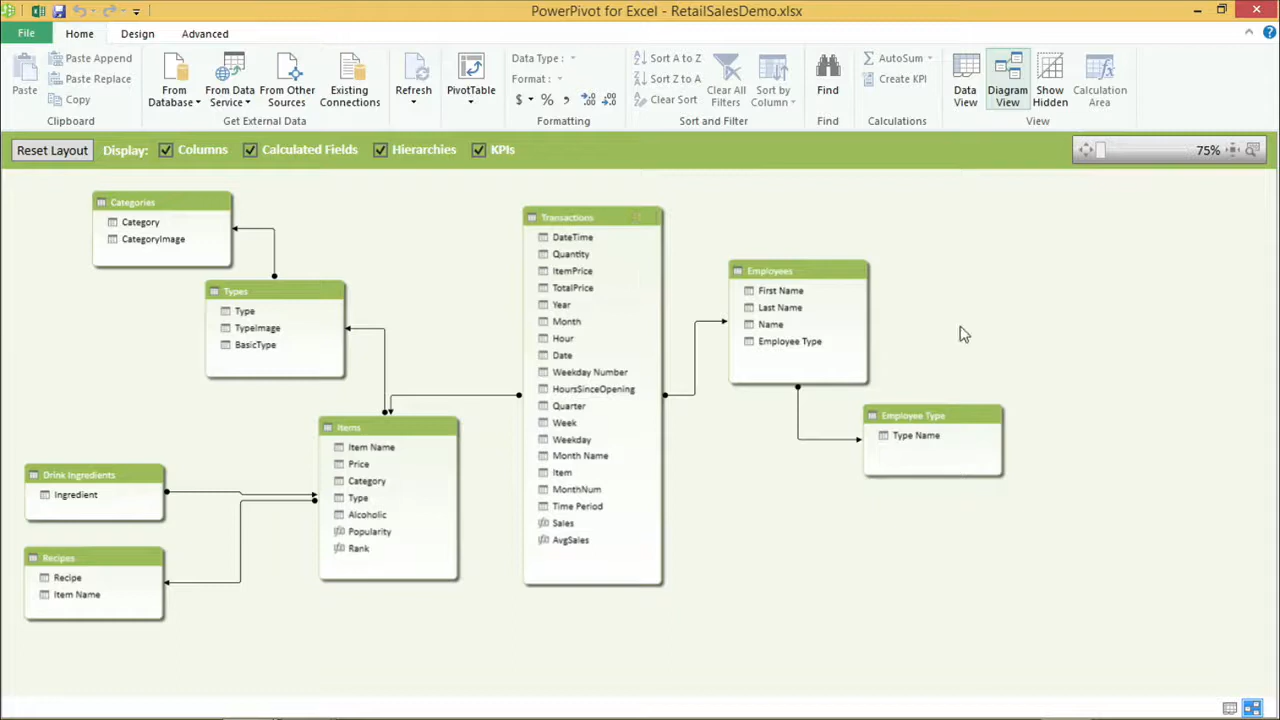 PowerPivot for Excel - RetailSalesDemo.xlsx
File Home Design Advanced
Paste
Paste Append
Paste Replace
Copy
Clipboard
From Database
From Data Service
From Other Sources
Existing Connections
Get External Data
Refresh
PivotTable
Data Type :
Format :
$ % ,
Formatting
Sort A to Z
Sort Z to A
Clear Sort
Clear All Filters
Sort by Column
Sort and Filter
Find
Find
AutoSum
Create KPI
Calculations
Data View
Diagram View
Show Hidden
Calculation Area
View
Reset Layout Display: Columns Calculated Fields Hierarchies KPIs 75%
Categories
Category
CategoryImage
Types
Type
TypeImage
BasicType
Items
Item Name
Price
Category
Type
Alcoholic
Popularity
Rank
Drink Ingredients
Ingredient
Recipes
Recipe
Item Name
Transactions
DateTime
Quantity
ItemPrice
TotalPrice
Year
Month
Hour
Date
Weekday Number
HoursSinceOpening
Quarter
Week
Weekday
Month Name
Item
MonthNum
Time Period
Sales
AvgSales
Employees
First Name
Last Name
Name
Employee Type
Employee Type
Type Name